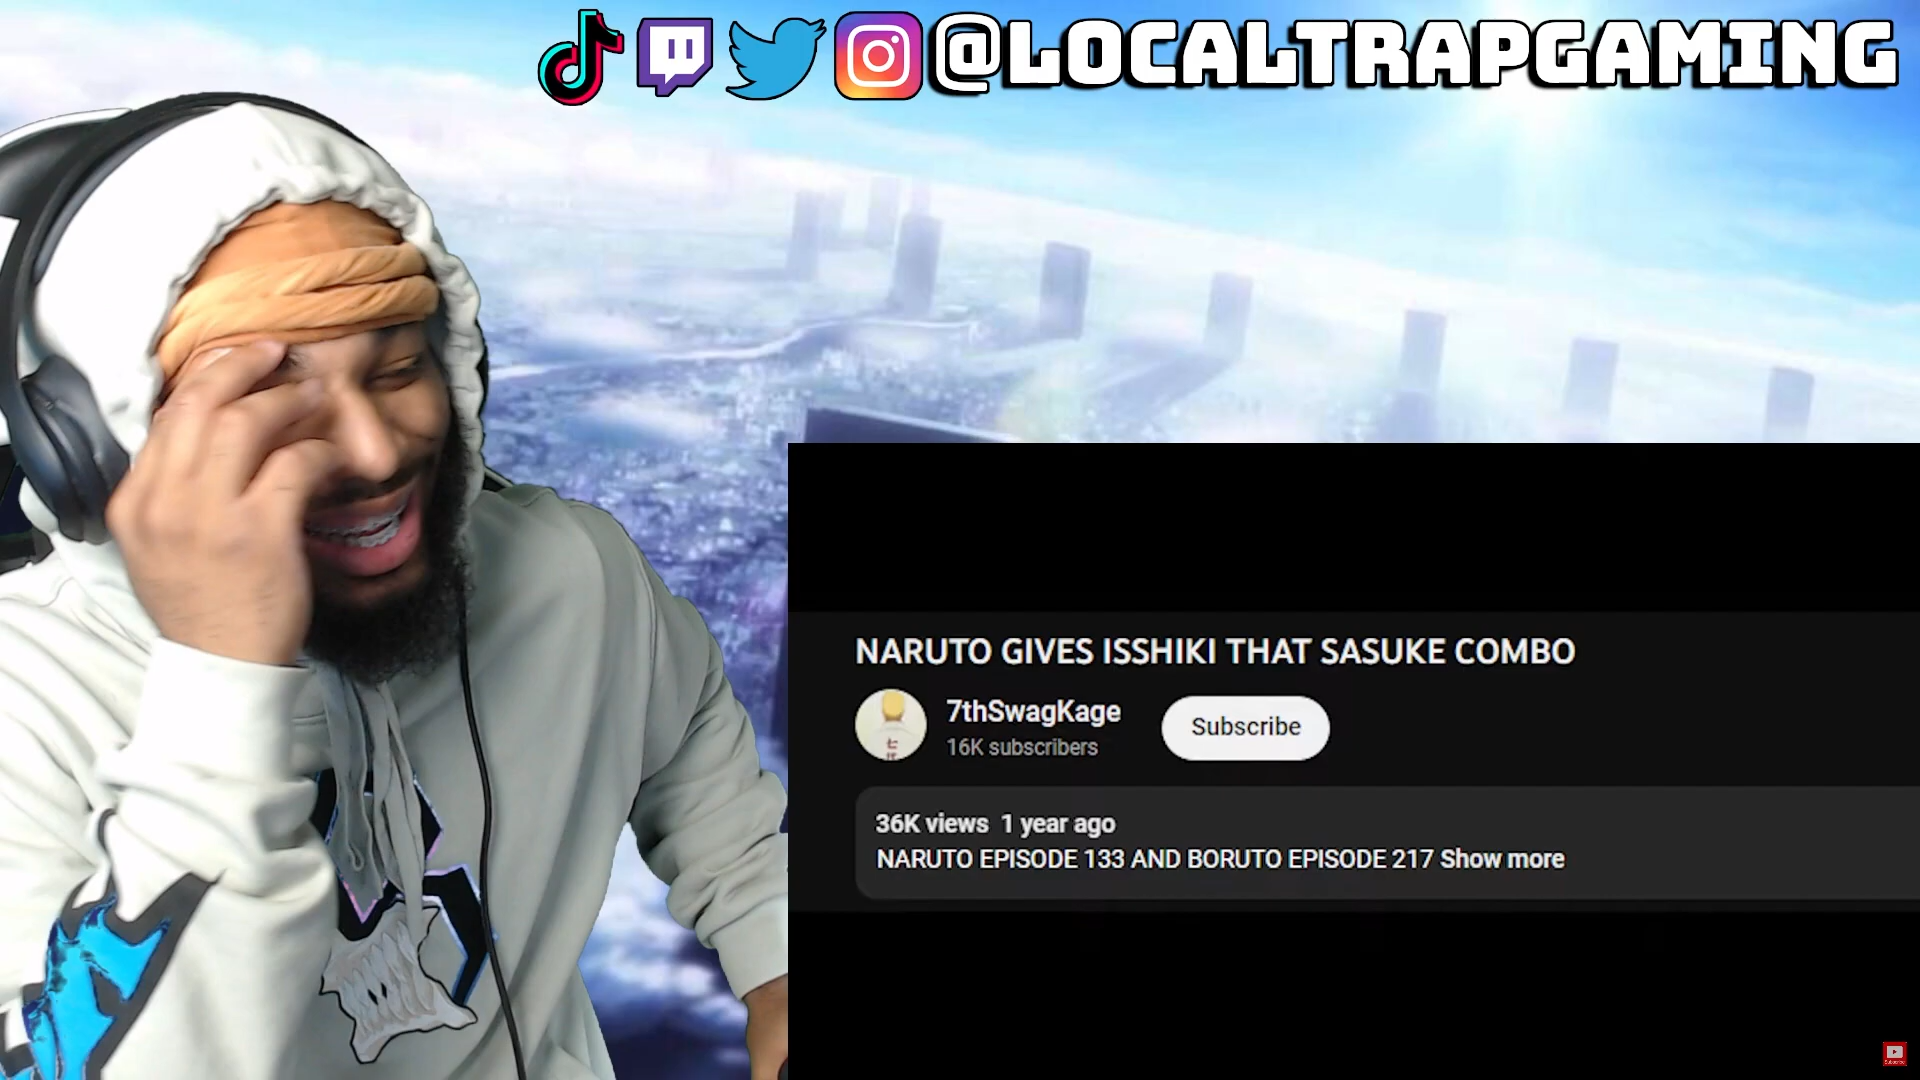 @LOCALTRAPGAMING
NARUTO GIVES ISSHIKI THAT SASUKE COMBO
7thSwagKage
Subscribe
16K subscribers
36K views 1 year ago
NARUTO EPISODE 133 AND BORUTO EPISODE 217 Show more